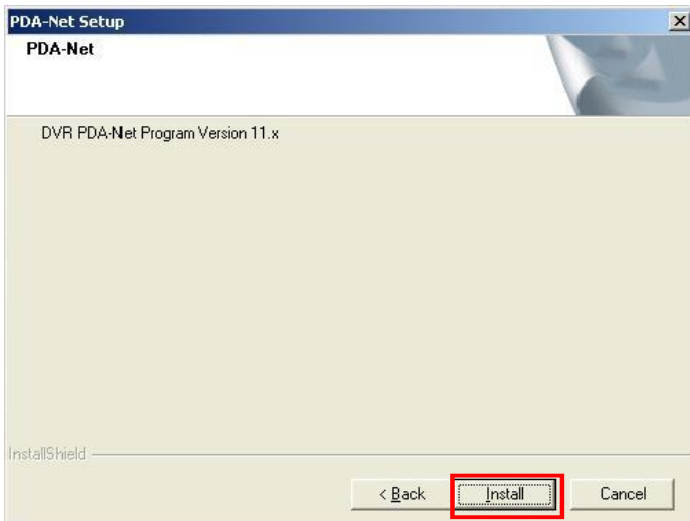 PDA-Net Setup
PDA-Net
DVR PDA-Net Program Version 11.x
InstallShield
< Back Install Cancel